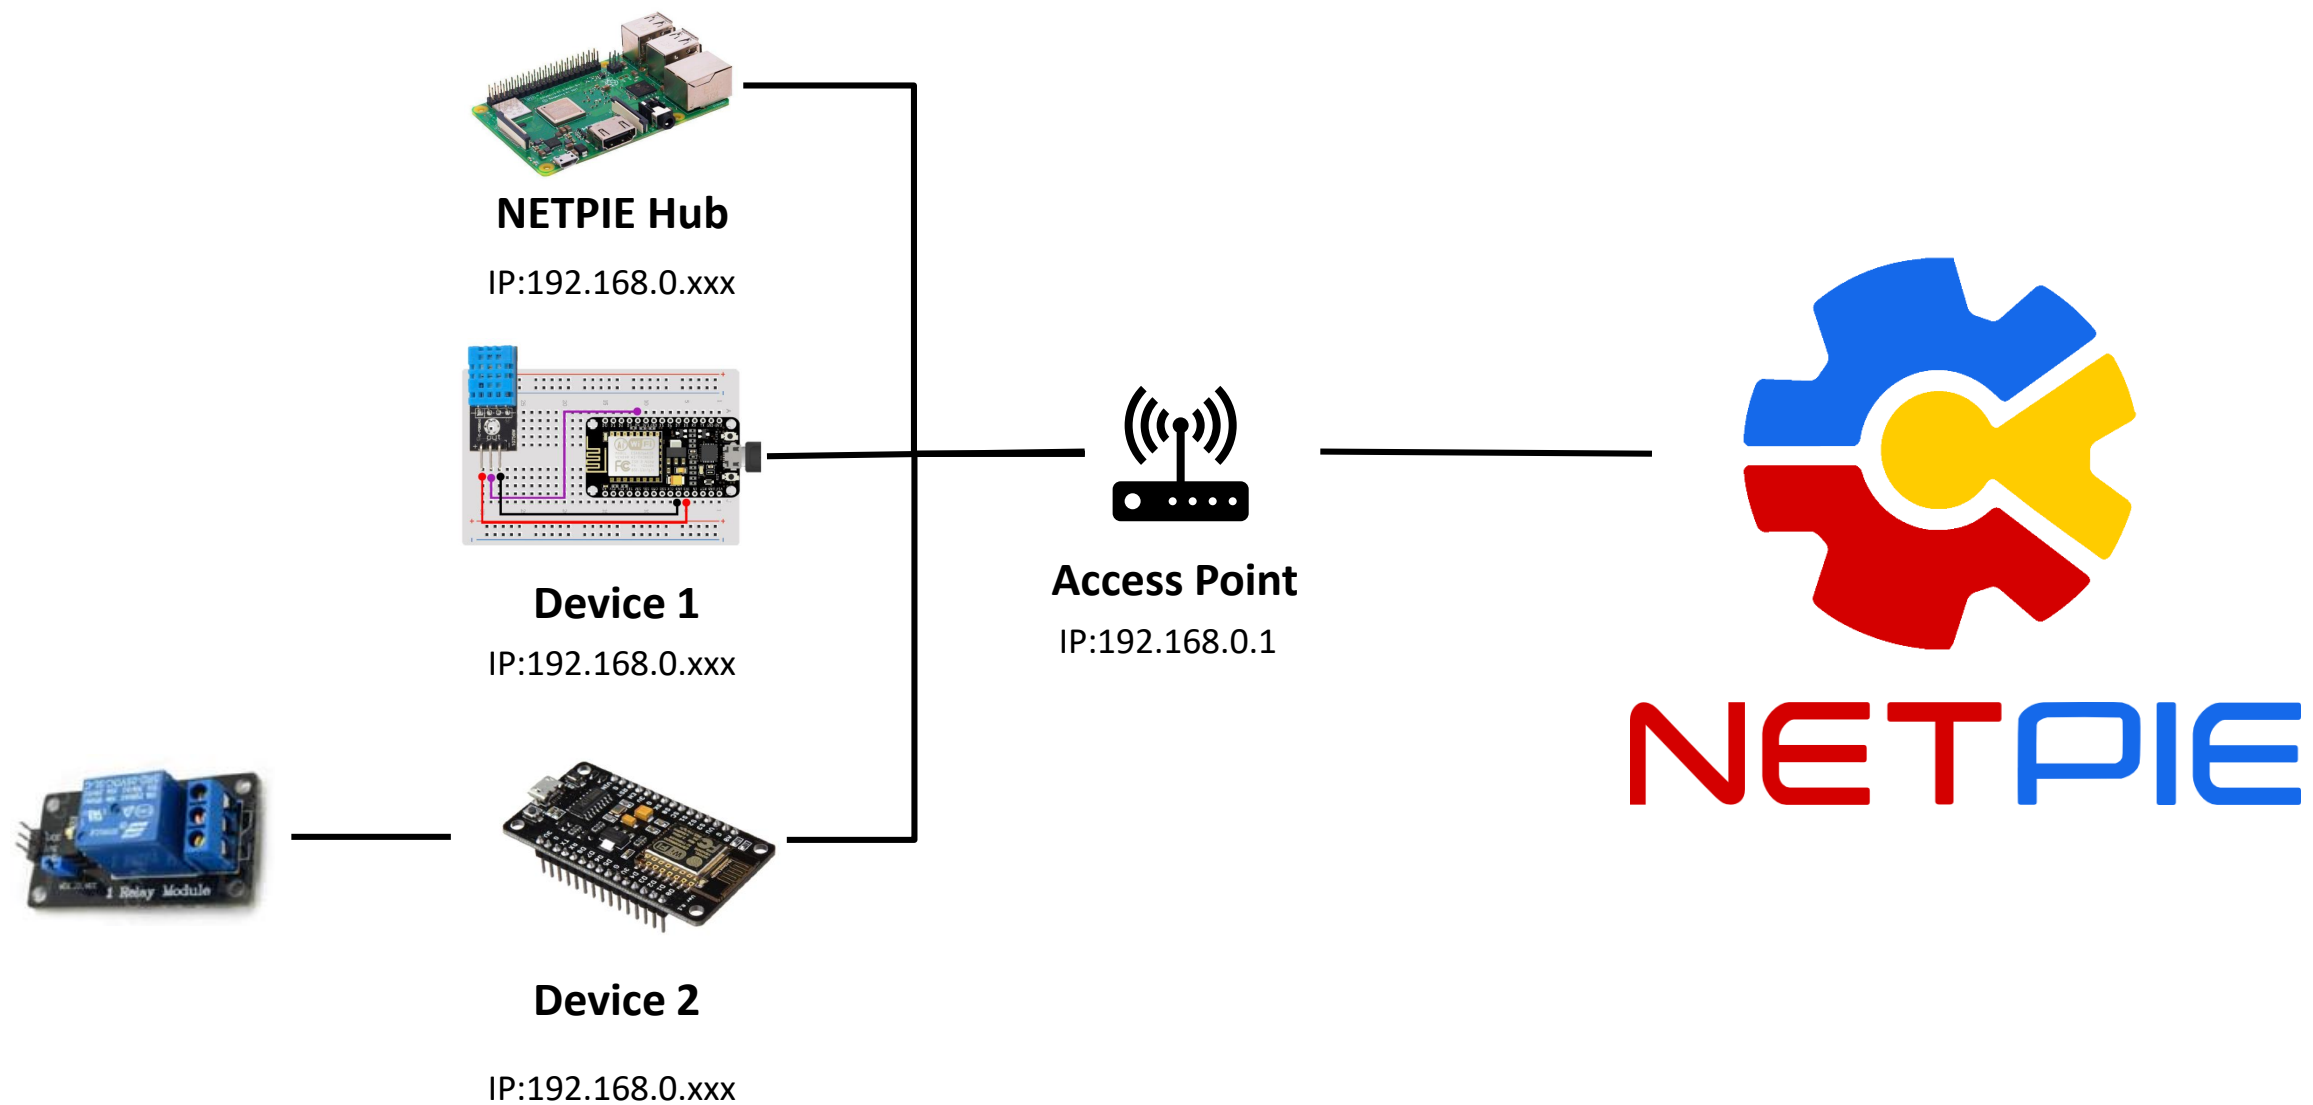 NETPIE Hub
IP:192.168.0.xxx
Device 1
IP:192.168.0.xxx
Access Point
IP:192.168.0.1
NETPIE
1 Relay Module
Device 2
IP:192.168.0.xxx